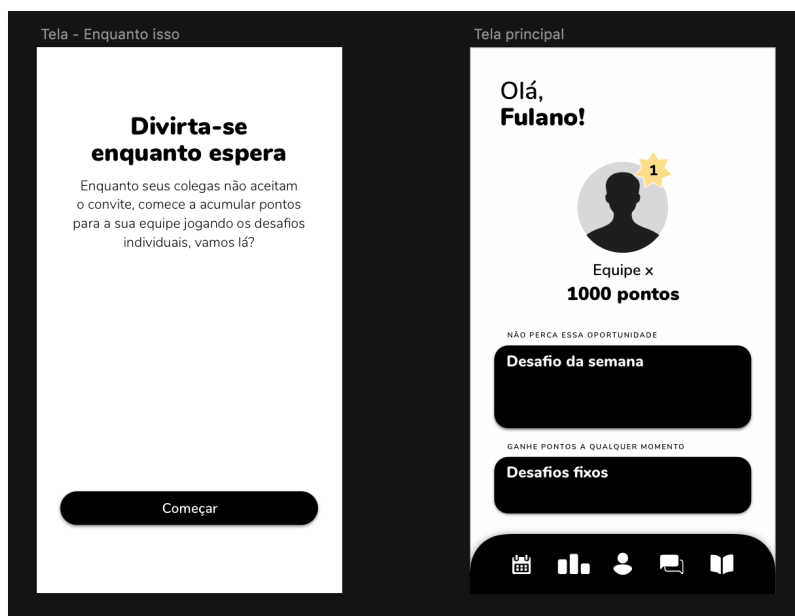 Tela - Enquanto isso
Divirta-se
enquanto espera
Enquanto seus colegas não aceitam
o convite, comece a acumular pontos
para a sua equipe jogando os desafios
individuais, vamos lá?
Começar
Tela principal
Olá,
Fulano!
1
Equipe x
1000 pontos
NÃO PERCA ESSA OPORTUNIDADE
Desafio da semana
GANHE PONTOS A QUALQUER MOMENTO
Desafios fixos